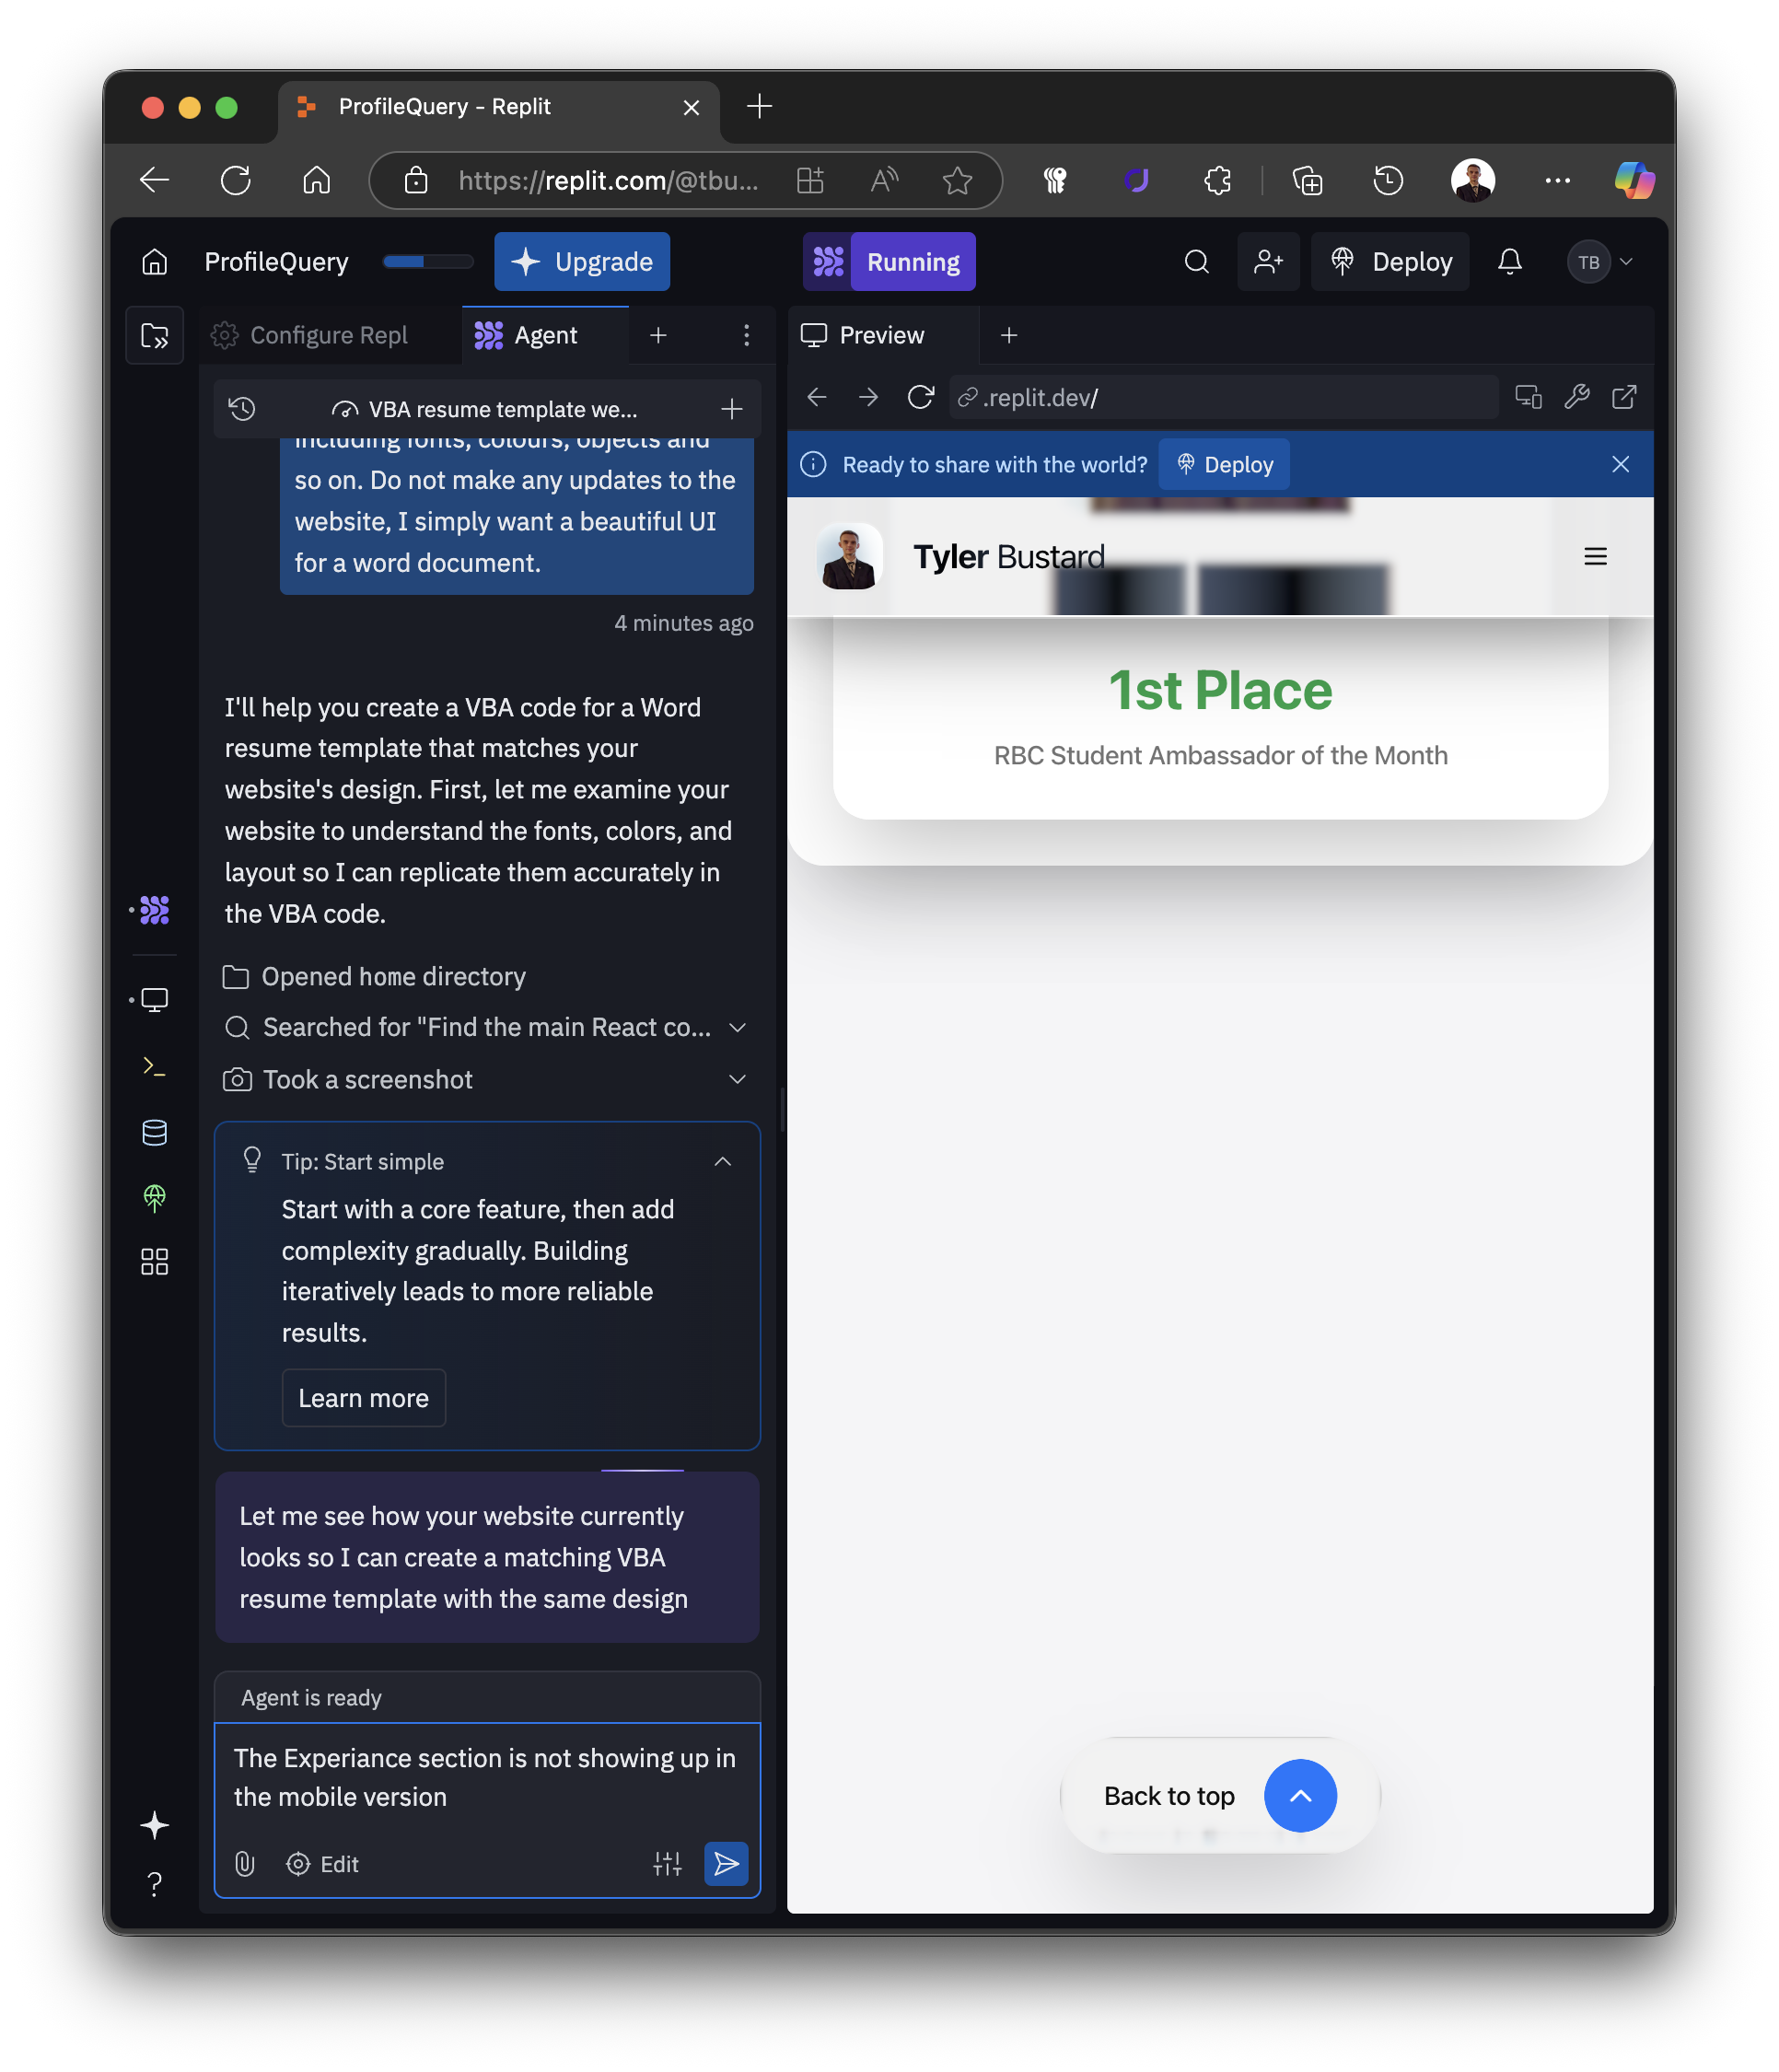 ProfileQuery - Replit
https://replit.com/@tbu...
ProfileQuery
Upgrade
Running
Deploy
TB
Configure Repl
Agent
Preview
VBA resume template we...
.replit.dev/
including fonts, colours, objects and
so on. Do not make any updates to the
website, I simply want a beautiful UI
for a word document.
4 minutes ago
I'll help you create a VBA code for a Word
resume template that matches your
website's design. First, let me examine your
website to understand the fonts, colors, and
layout so I can replicate them accurately in
the VBA code.
Opened home directory
Searched for "Find the main React co...
Took a screenshot
Tip: Start simple
Start with a core feature, then add
complexity gradually. Building
iteratively leads to more reliable
results.
Learn more
Let me see how your website currently
looks so I can create a matching VBA
resume template with the same design
Agent is ready
The Experiance section is not showing up in
the mobile version
Edit
Ready to share with the world?
Deploy
Tyler Bustard
1st Place
RBC Student Ambassador of the Month
Back to top